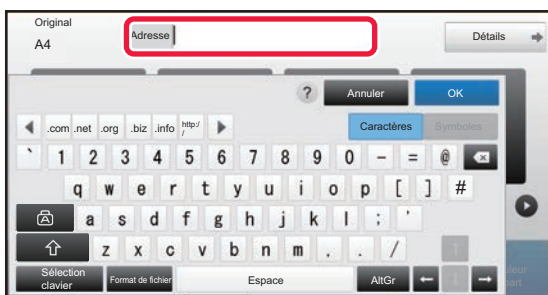 Original
A4
Adresse
Détails
?
Annuler
OK
.com .net .org .biz .info http:/
/
Caractères
Symboles
` 1 2 3 4 5 6 7 8 9 0 - = @
q w e r t y u i o p [ ] #
a s d f g h j k l ; '
z x c v b n m , . /
Sélection
clavier
Format de fichier
Espace
AltGr